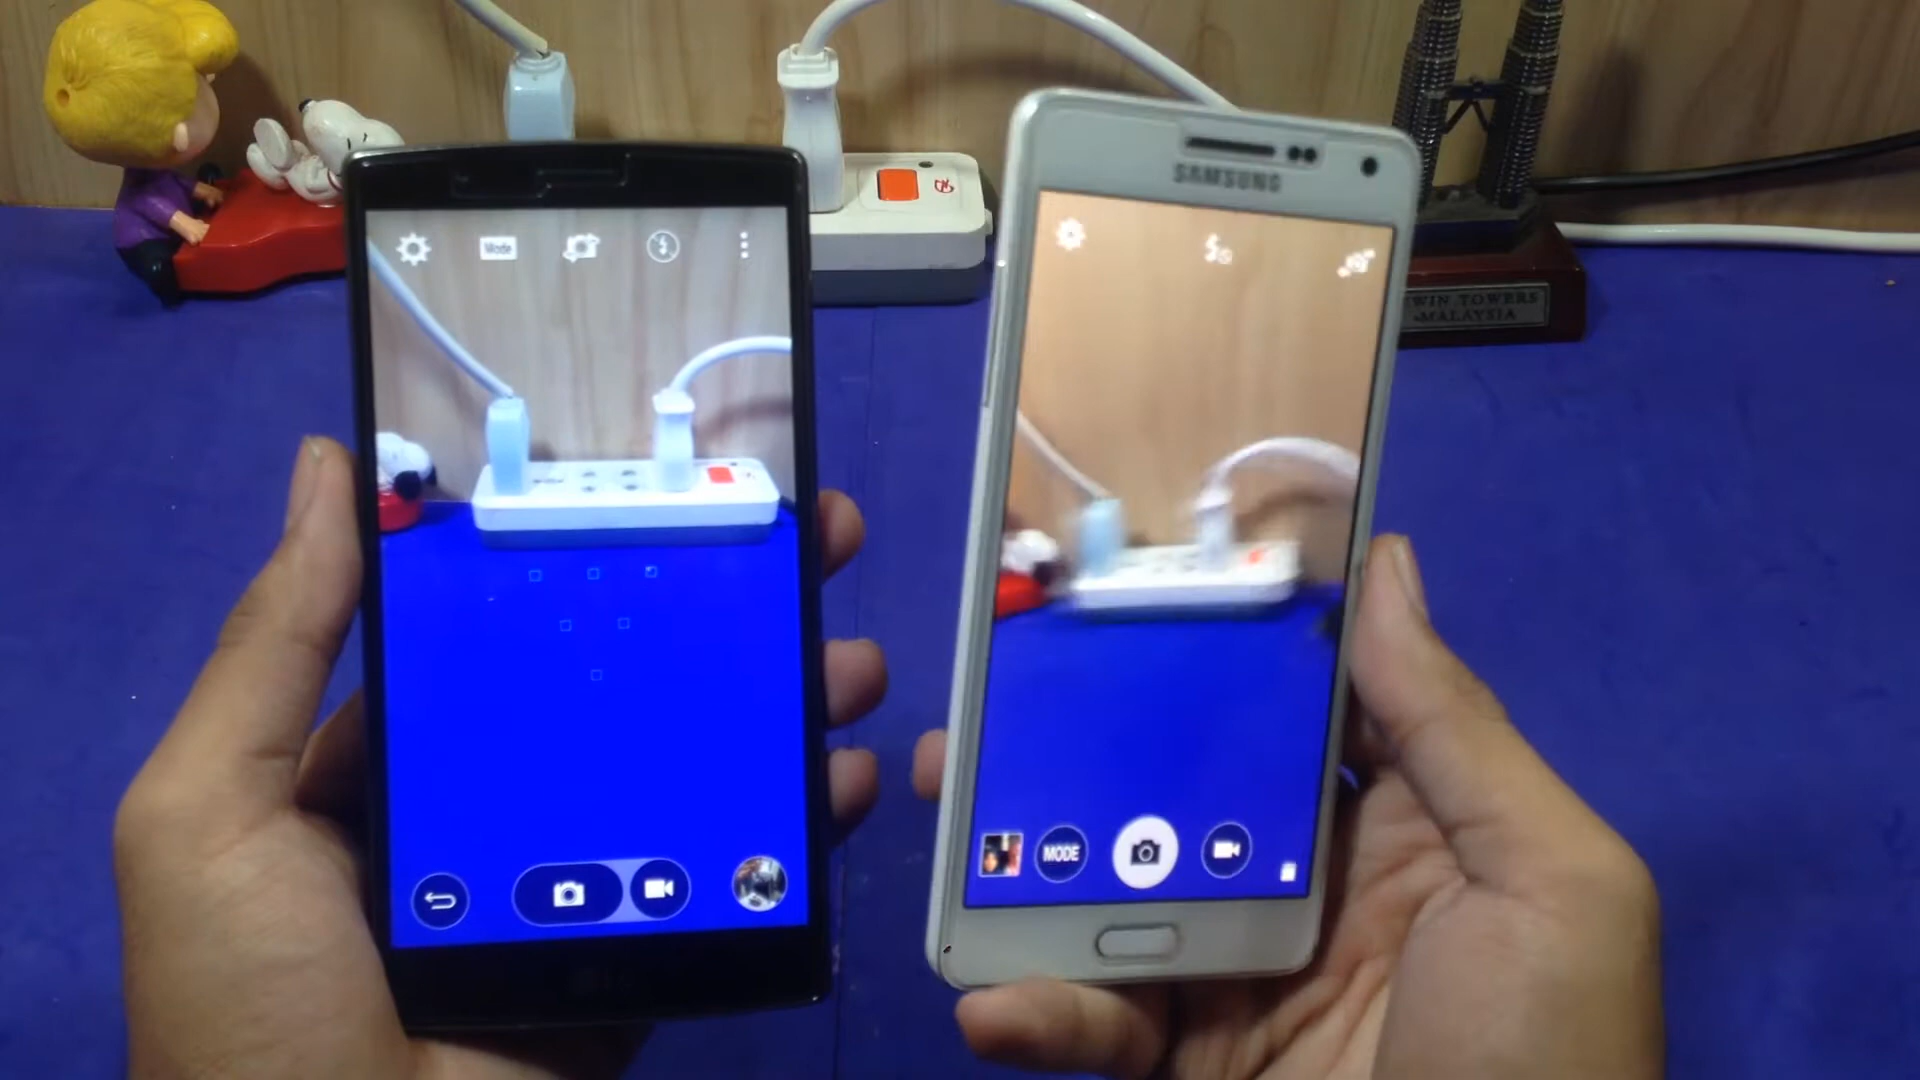 SAMSUNG
Mode
TWIN TOWERS
MALAYSIA
MODE